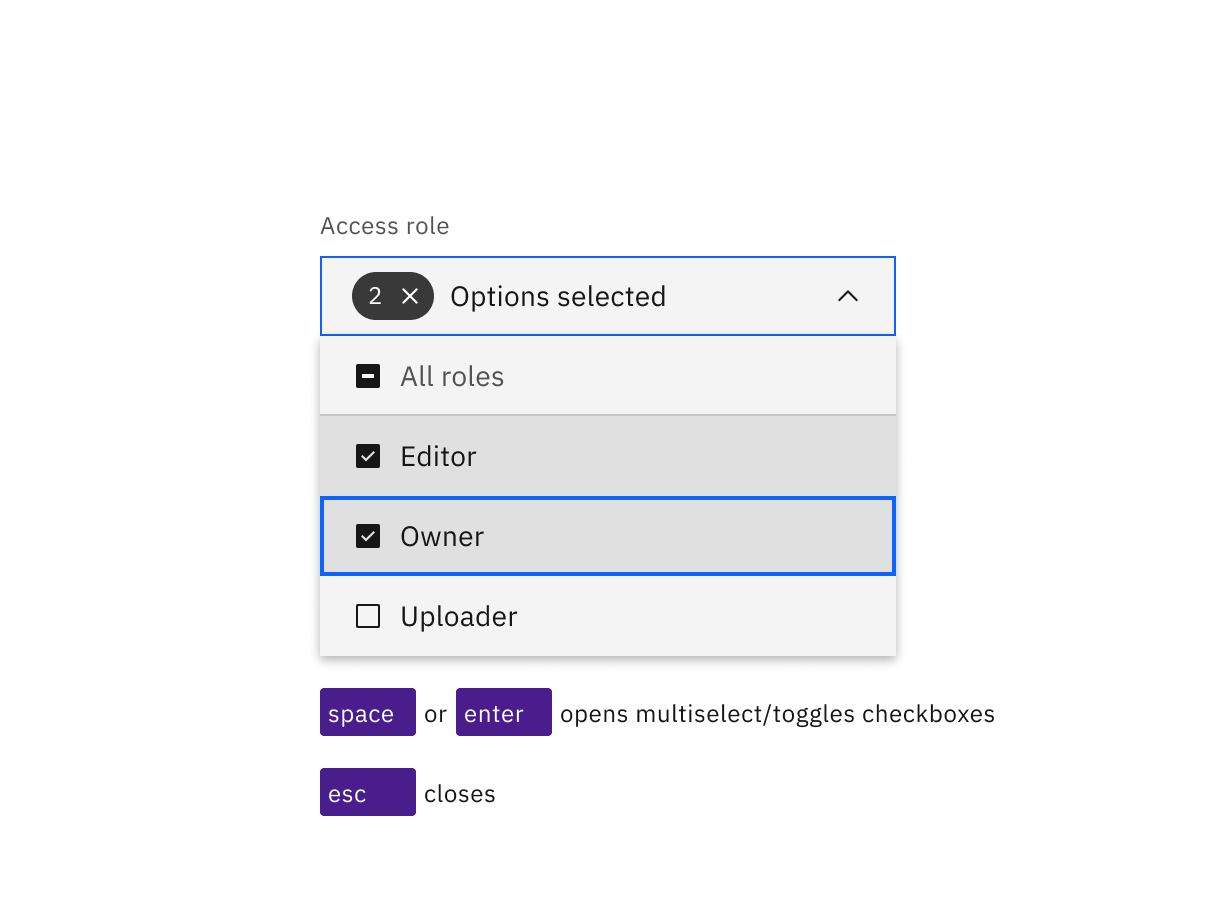 Access role
2 Options selected
All roles
Editor
Owner
Uploader
space or enter opens multiselect/toggles checkboxes
esc closes